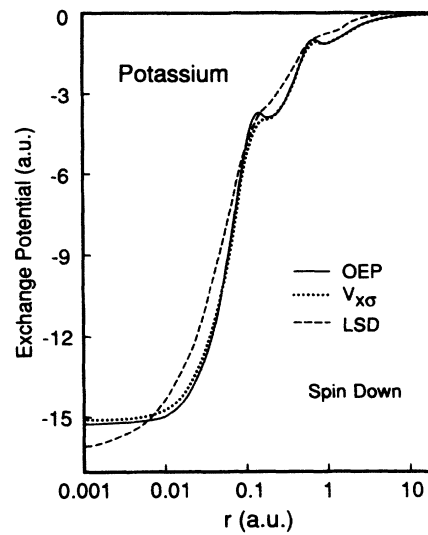 Potassium
Exchange Potential (a.u.)
0
-3
-6
-9
-12
-15
OEP
Vxσ
LSD
Spin Down
0.001
0.01
0.1
1
10
r (a.u.)